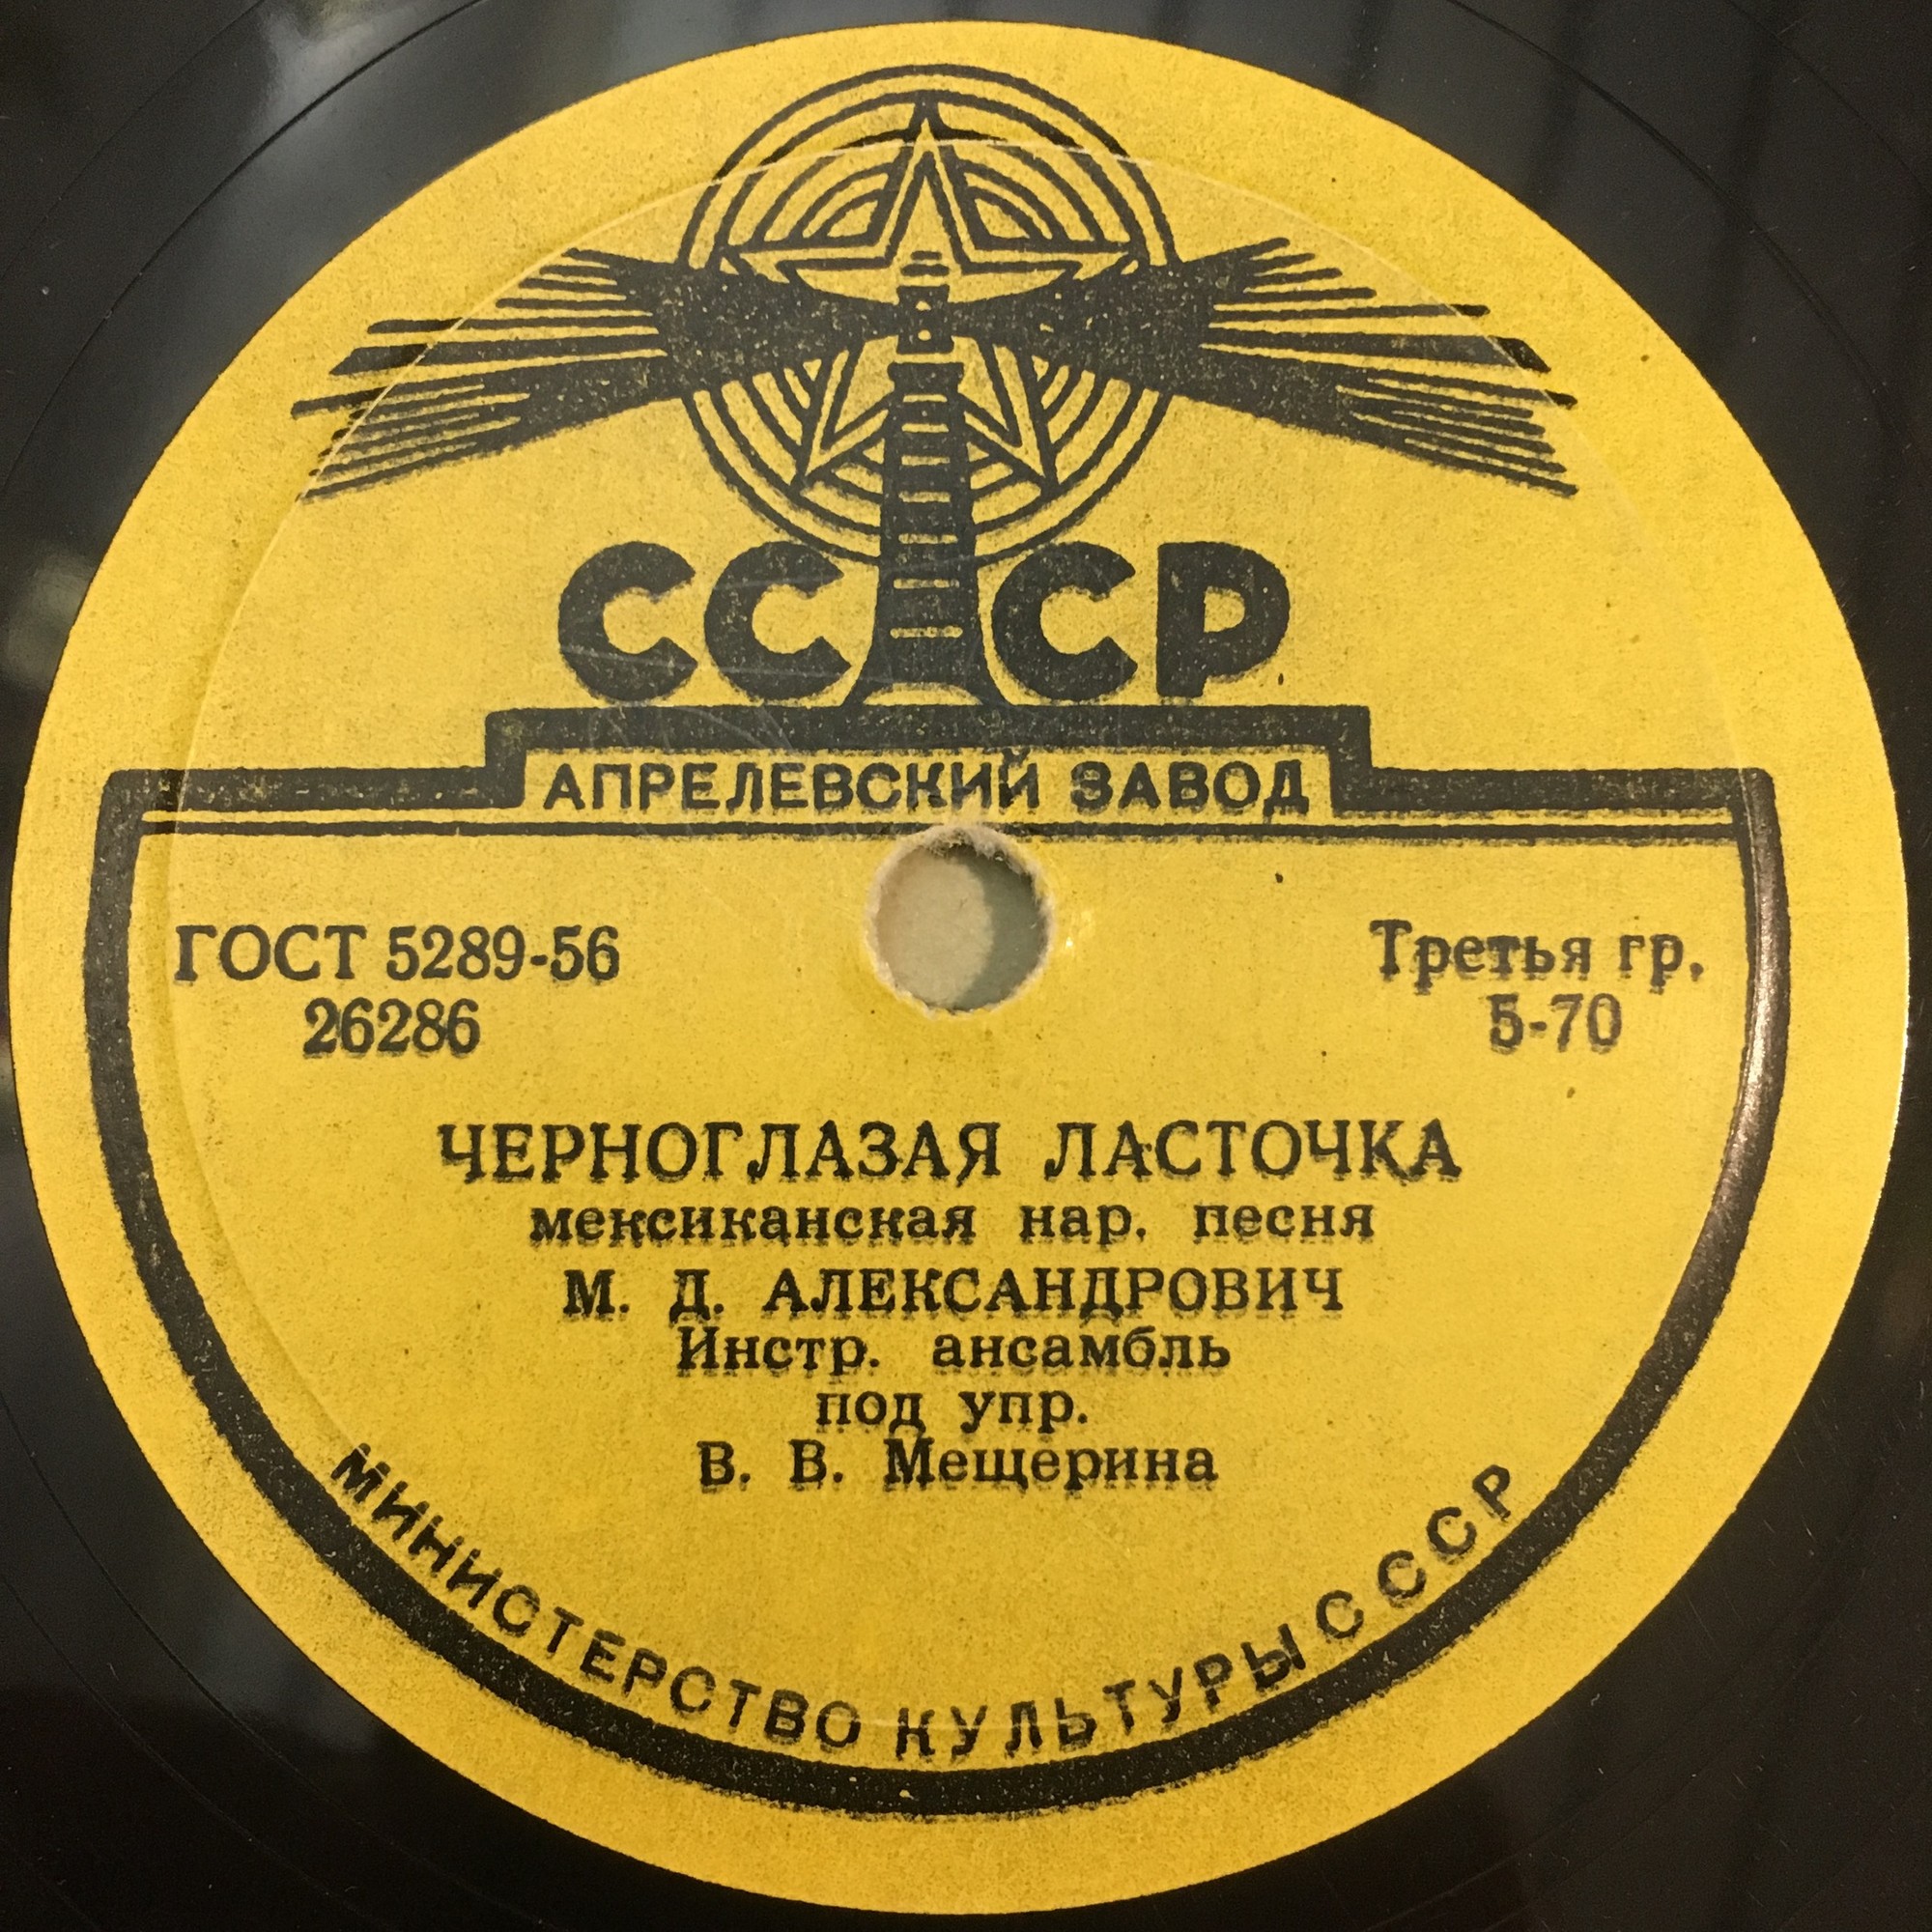 СССР
АПРЕЛЕВСКИЙ ЗАВОД
ГОСТ 5289-56
26286
Третья гр.
5-70
ЧЕРНОГЛАЗАЯ ЛАСТОЧКА
мексиканская нар. песня
М. Д. АЛЕКСАНДРОВИЧ
Инстр. ансамбль
под упр.
В. В. Мещерина
МИНИСТЕРСТВО КУЛЬТУРЫ СССР